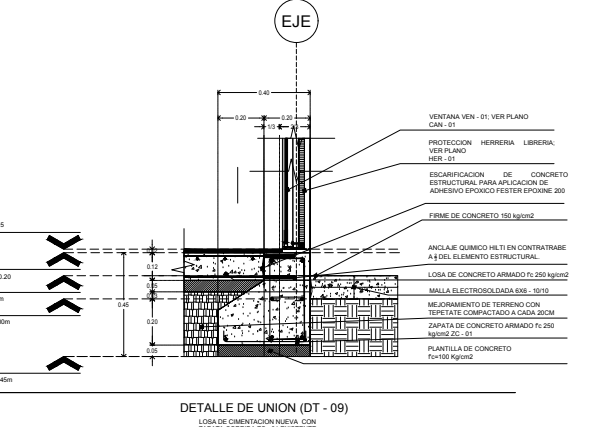 EJE
0.40
0.20
0.20
1/3
VENTANA VEN - 01; VER PLANO
CAN - 01
PROTECCION HERRERIA LIBRERIA;
VER PLANO
HER - 01
ESCARIFICACION DE CONCRETO
ESTRUCTURAL PARA APLICACION DE
ADHESIVO EPOXICO FESTER EPOXINE 200
FIRME DE CONCRETO 150 kg/cm2
ANCLAJE QUIMICO HILTI EN CONTRATRABE
A DEL ELEMENTO ESTRUCTURAL.
LOSA DE CONCRETO ARMADO f'c 250 kg/cm2
MALLA ELECTROSOLDADA 6X6 - 10/10
MEJORAMIENTO DE TERRENO CON
TEPETATE COMPACTADO A CADA 20CM
ZAPATA DE CONCRETO ARMADO f'c 250
kg/cm2 ZC - 01
PLANTILLA DE CONCRETO
f'c=100 Kg/cm2
0.12
0.05
0.45
0.20
0.05
0.20
45m
DETALLE DE UNION (DT - 09)
LOSA DE CIMENTACION NUEVA CON